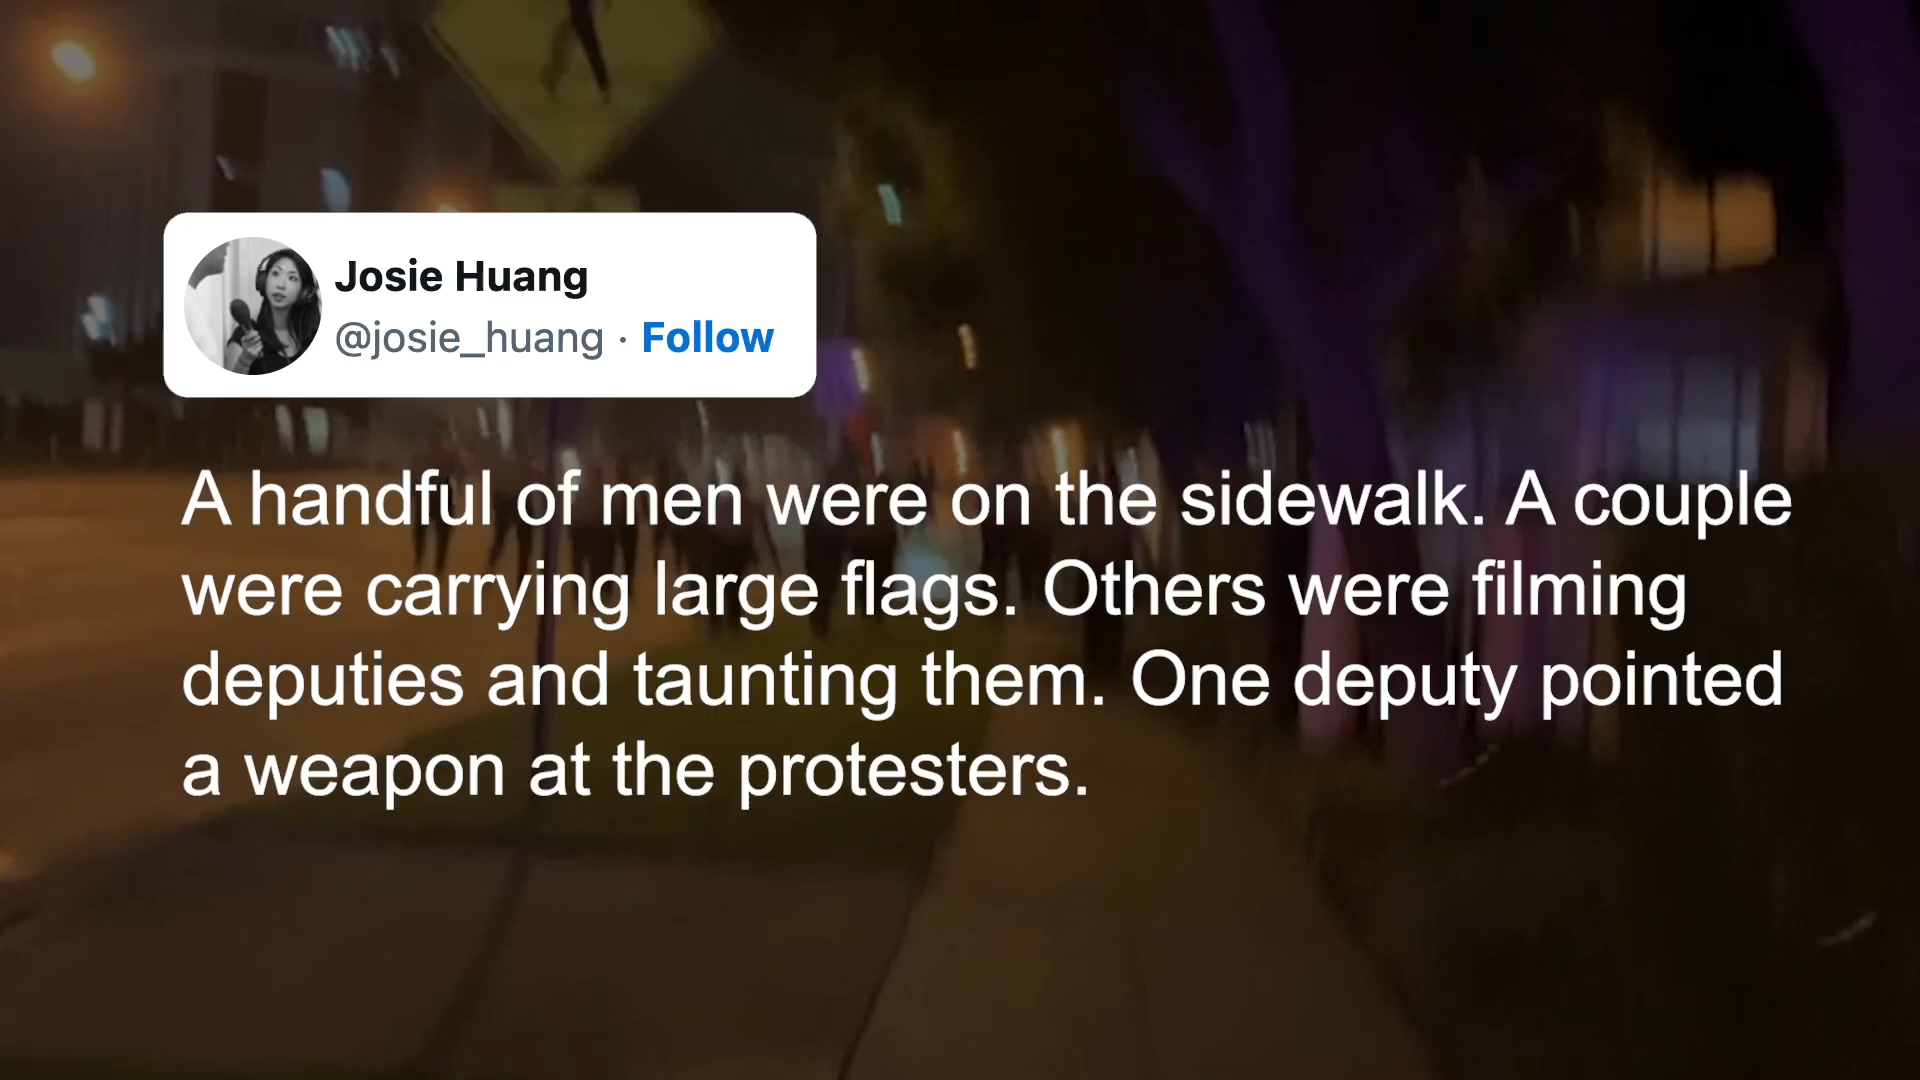 Josie Huang
@josie_huang · Follow
A handful of men were on the sidewalk. A couple
were carrying large flags. Others were filming
deputies and taunting them. One deputy pointed
a weapon at the protesters.